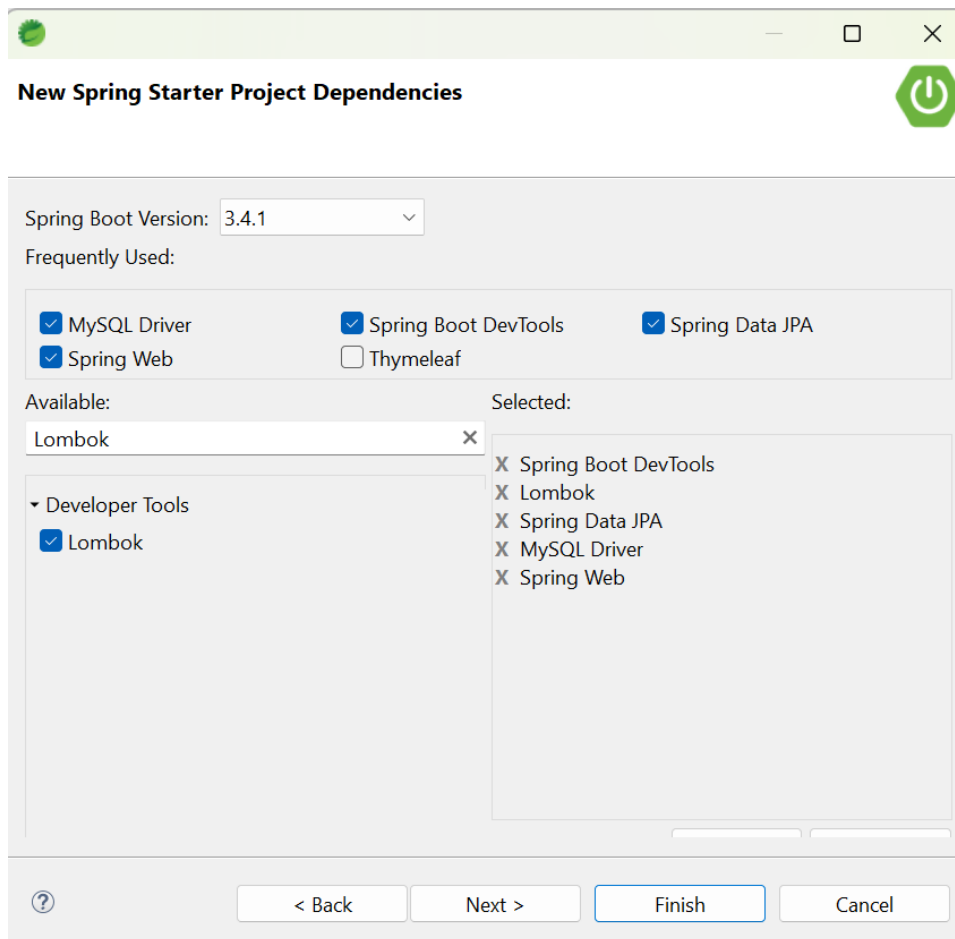 New Spring Starter Project Dependencies
Spring Boot Version: 3.4.1
Frequently Used:
MySQL Driver Spring Boot DevTools Spring Data JPA
Spring Web Thymeleaf
Available: Selected:
Lombok
X Spring Boot DevTools
Developer Tools X Lombok
Lombok X Spring Data JPA
X MySQL Driver
X Spring Web
< Back Next > Finish Cancel